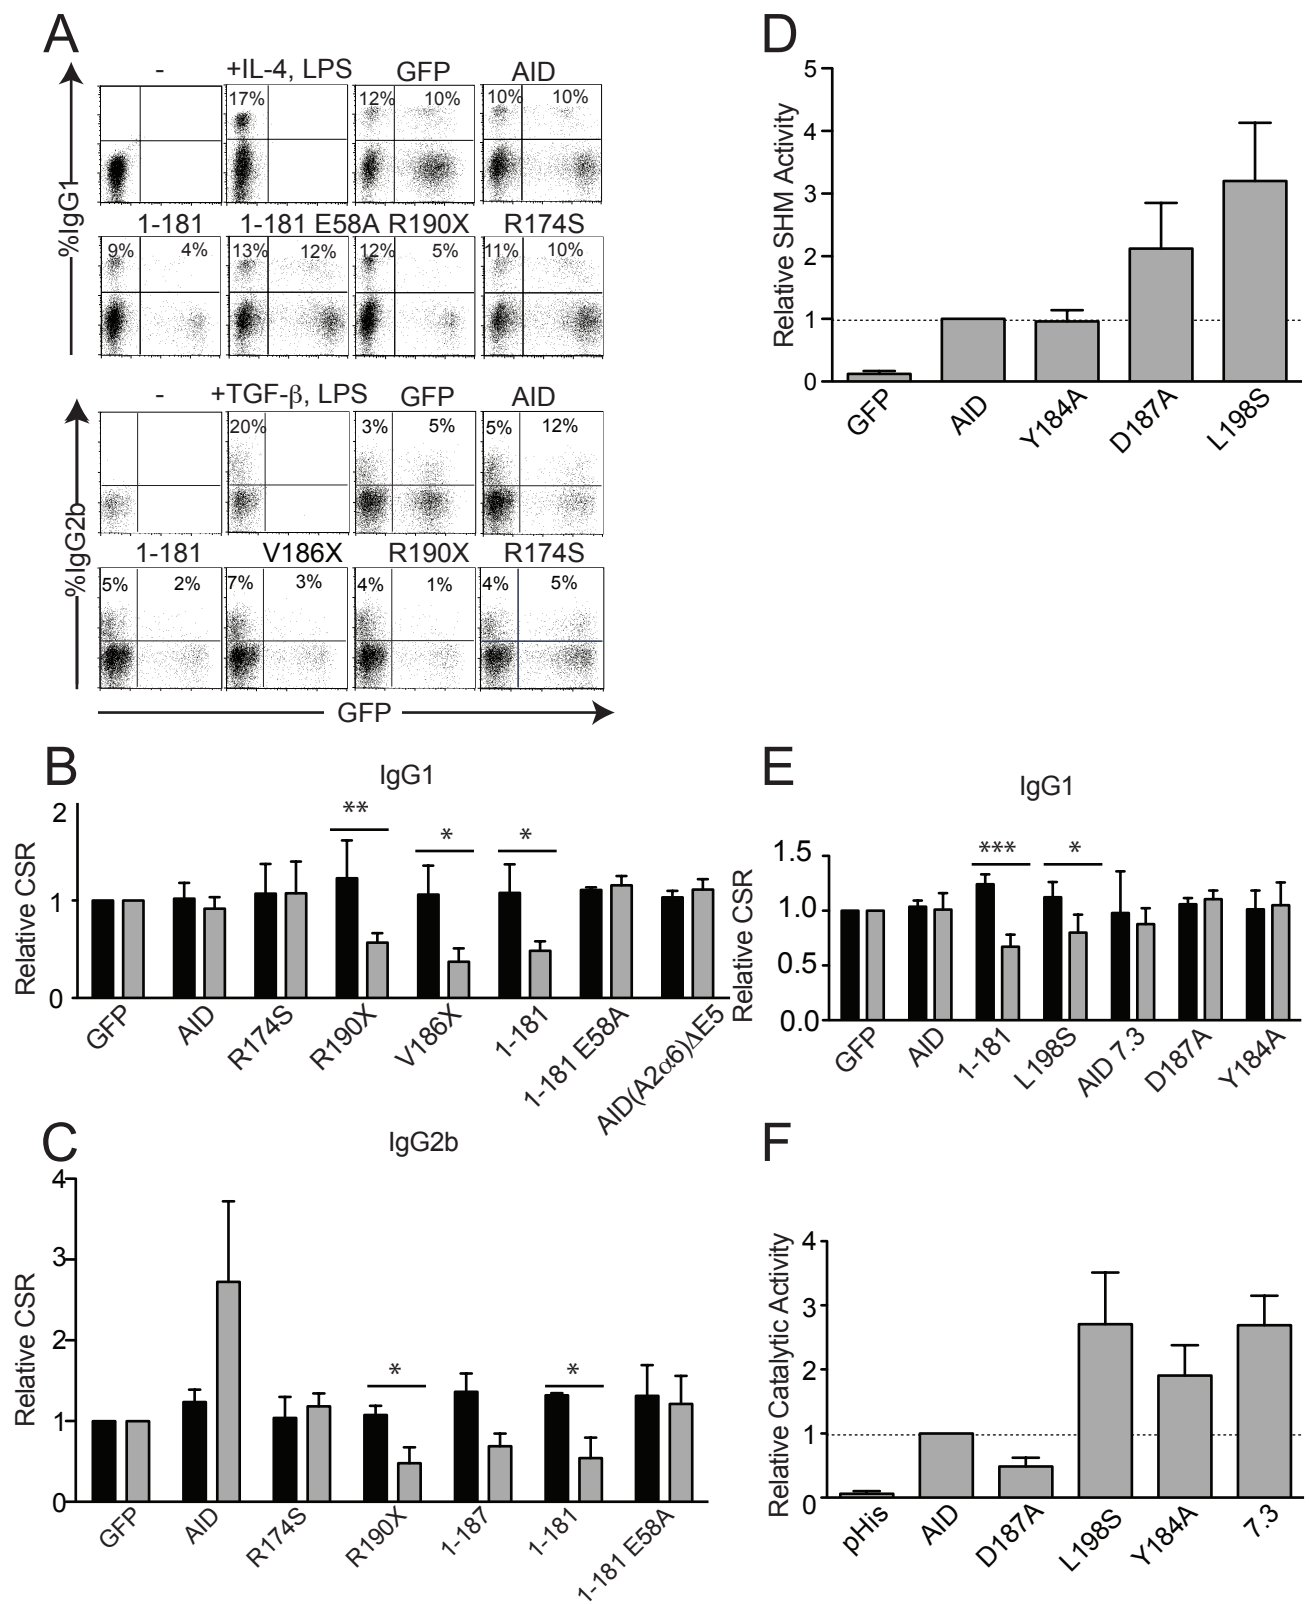 A
- +IL-4, LPS GFP AID
17% 12% 10% 10% 10%
%IgG1
1-181 1-181 E58A R190X R174S
9% 4% 13% 12% 12% 5% 11% 10%
- +TGF-β, LPS GFP AID
20% 3% 5% 5% 12%
%IgG2b
1-181 V186X R190X R174S
5% 2% 7% 3% 4% 1% 4% 5%
GFP
B
IgG1
Relative CSR
2
1
0
** * *
GFP AID R174S R190X V186X 1-181 1-181 E58A AID(A2α6)ΔE5
C
IgG2b
Relative CSR
4
3
2
1
0
* *
GFP AID R174S R190X 1-187 1-181 1-181 E58A
D
Relative SHM Activity
5
4
3
2
1
0
GFP AID Y184A D187A L198S
E
IgG1
Relative CSR
1.5
1.0
0.5
0.0
*** *
GFP AID 1-181 L198S AID 7.3 D187A Y184A
F
Relative Catalytic Activity
4
3
2
1
0
pHis AID D187A L198S Y184A 7.3